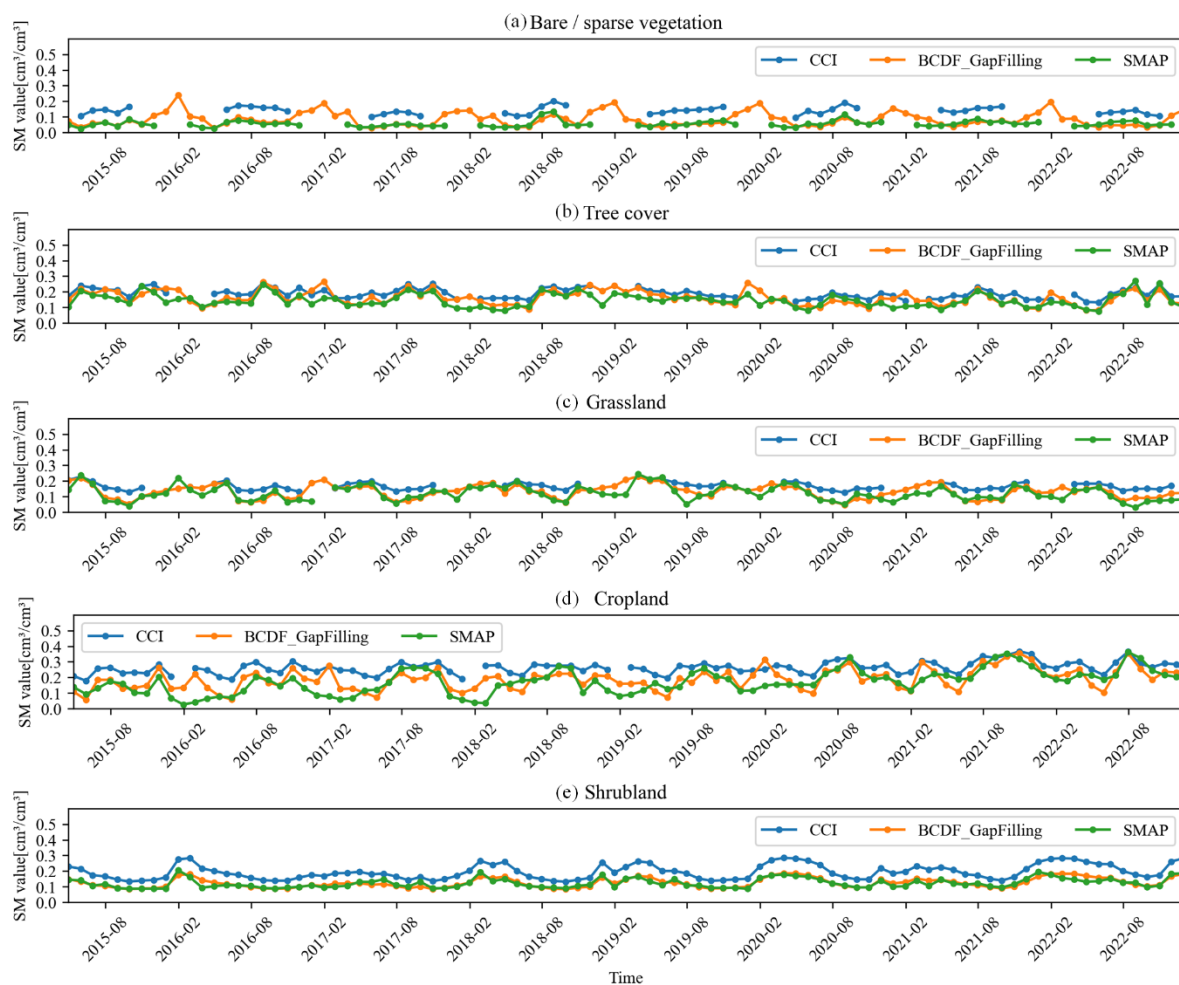 (a) Bare / sparse vegetation
SM value[cm³/cm³]
0.5
0.4
0.3
0.2
0.1
0.0
CCI BCDF_GapFilling SMAP
2015-08 2016-02 2016-08 2017-02 2017-08 2018-02 2018-08 2019-02 2019-08 2020-02 2020-08 2021-02 2021-08 2022-02 2022-08
(b) Tree cover
SM value[cm³/cm³]
0.5
0.4
0.3
0.2
0.1
0.0
CCI BCDF_GapFilling SMAP
2015-08 2016-02 2016-08 2017-02 2017-08 2018-02 2018-08 2019-02 2019-08 2020-02 2020-08 2021-02 2021-08 2022-02 2022-08
(c) Grassland
SM value[cm³/cm³]
0.5
0.4
0.3
0.2
0.1
0.0
CCI BCDF_GapFilling SMAP
2015-08 2016-02 2016-08 2017-02 2017-08 2018-02 2018-08 2019-02 2019-08 2020-02 2020-08 2021-02 2021-08 2022-02 2022-08
(d) Cropland
SM value[cm³/cm³]
0.5
0.4
0.3
0.2
0.1
0.0
CCI BCDF_GapFilling SMAP
2015-08 2016-02 2016-08 2017-02 2017-08 2018-02 2018-08 2019-02 2019-08 2020-02 2020-08 2021-02 2021-08 2022-02 2022-08
(e) Shrubland
SM value[cm³/cm³]
0.5
0.4
0.3
0.2
0.1
0.0
CCI BCDF_GapFilling SMAP
2015-08 2016-02 2016-08 2017-02 2017-08 2018-02 2018-08 2019-02 2019-08 2020-02 2020-08 2021-02 2021-08 2022-02 2022-08
Time